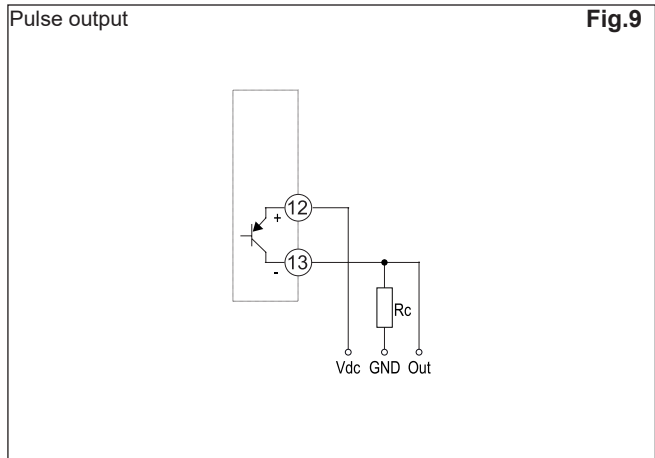 Pulse output Fig.9
+ 12
- 13
Rc
Vdc GND Out